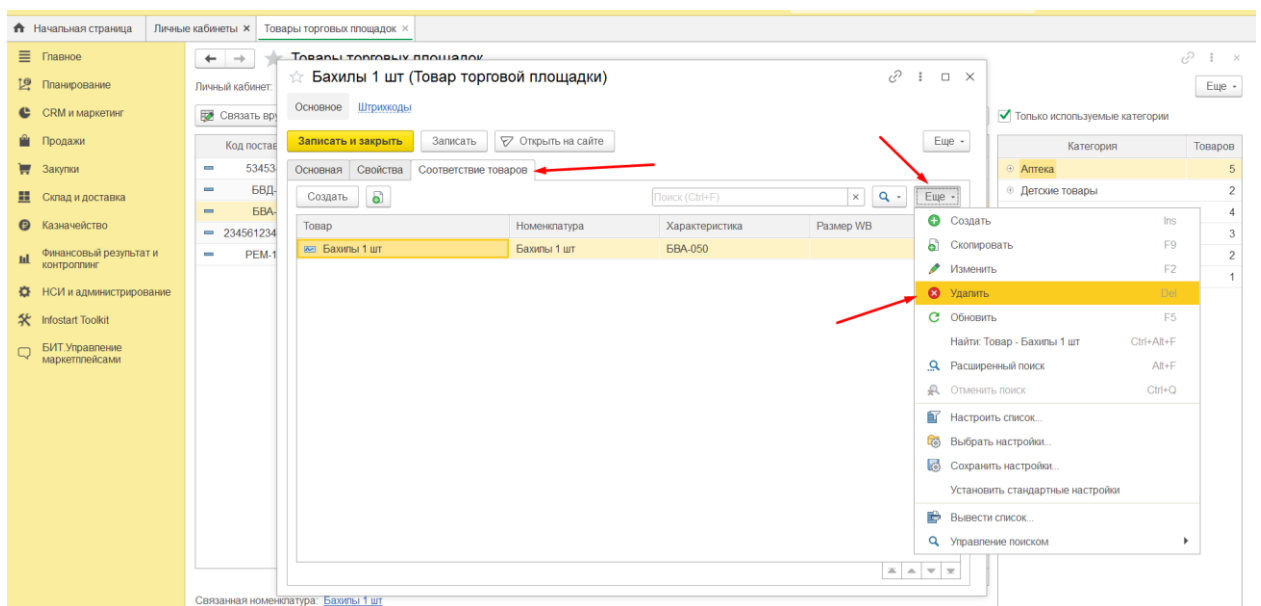 Начальная страница
Личные кабинеты ×
Товары торговых площадок ×
Главное
Планирование
CRM и маркетинг
Продажи
Закупки
Склад и доставка
Казначейство
Финансовый результат и
контроллинг
НСИ и администрирование
Infostart Toolkit
БИТ.Управление
маркетплейсами
Товары торговых площадок
Личный кабинет:
Еще
Связать вру
Только используемые категории
Код постав
53453
БВД-
БВА-
234561234
РЕМ-1
Категория Товаров
Аптека 5
Детские товары 2
4
3
2
1
Бахилы 1 шт (Товар торговой площадки)
Основное Штрихкоды
Записать и закрыть Записать Открыть на сайте Еще
Основная Свойства Соответствие товаров
Создать Поиск (Ctrl+F) × Еще
Товар Номенклатура Характеристика Размер WB
Бахилы 1 шт Бахилы 1 шт БВА-050
Создать Ins
Скопировать F9
Изменить F2
Удалить Del
Обновить F5
Найти: Товар - Бахилы 1 шт Ctrl+Alt+F
Расширенный поиск Alt+F
Отменить поиск Ctrl+Q
Настроить список...
Выбрать настройки...
Сохранить настройки...
Установить стандартные настройки
Вывести список...
Управление поиском
Связанная номенклатура: Бахилы 1 шт